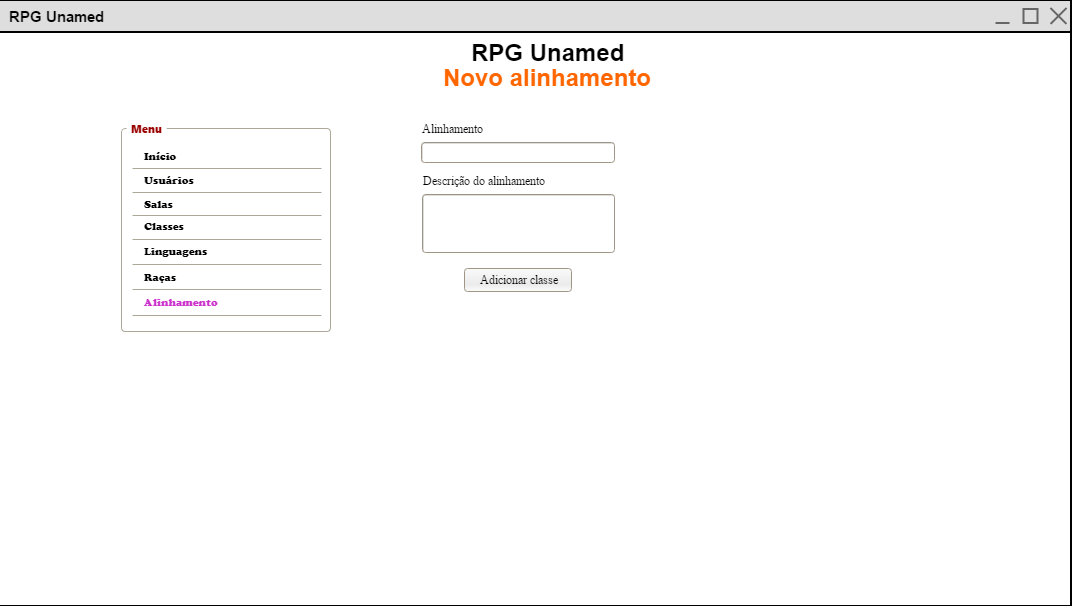 RPG Unamed
RPG Unamed
Novo alinhamento
Menu
Início
Usuários
Salas
Classes
Linguagens
Raças
Alinhamento
Alinhamento
Descrição do alinhamento
Adicionar classe